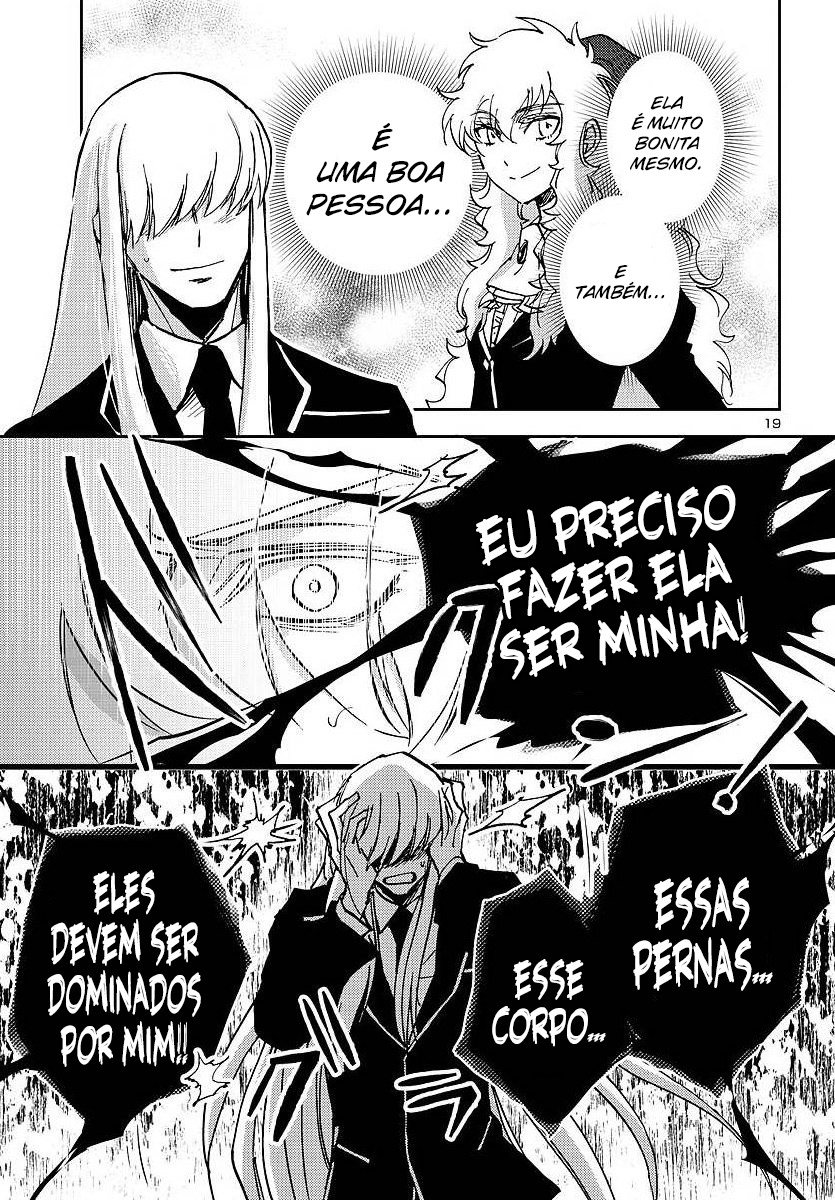 ELA
É MUITO
BONITA
MESMO.
E
TAMBÉM...
É
UMA BOA
PESSOA...
19
EU PRECISO
FAZER ELA
SER MINHA!
ESSAS
PERNAS...
ESSE
CORPO...
ELES
DEVEM SER
DOMINADOS
POR MIM!!